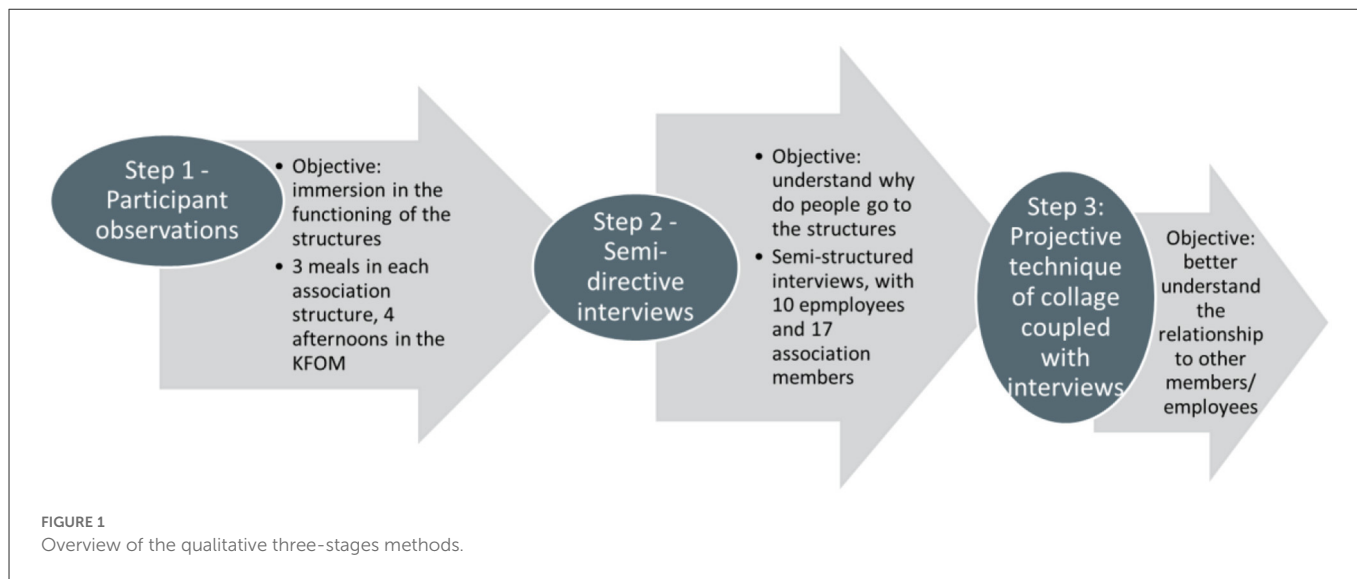 Step 1 -
Participant
observations
• Objective:
immersion in the
functioning of the
structures
• 3 meals in each
association
structure, 4
afternoons in the
KFOM
Step 2 -
Semi-
directive
interviews
• Objective:
understand why
do people go to
the structures
• Semi-structured
interviews, with
10 epmployees
and 17
association
members
Step 3:
Projective
technique
of collage
coupled
with
interviews
Objective:
better
understand
the
relationship
to other
members/
employees
FIGURE 1
Overview of the qualitative three-stages methods.